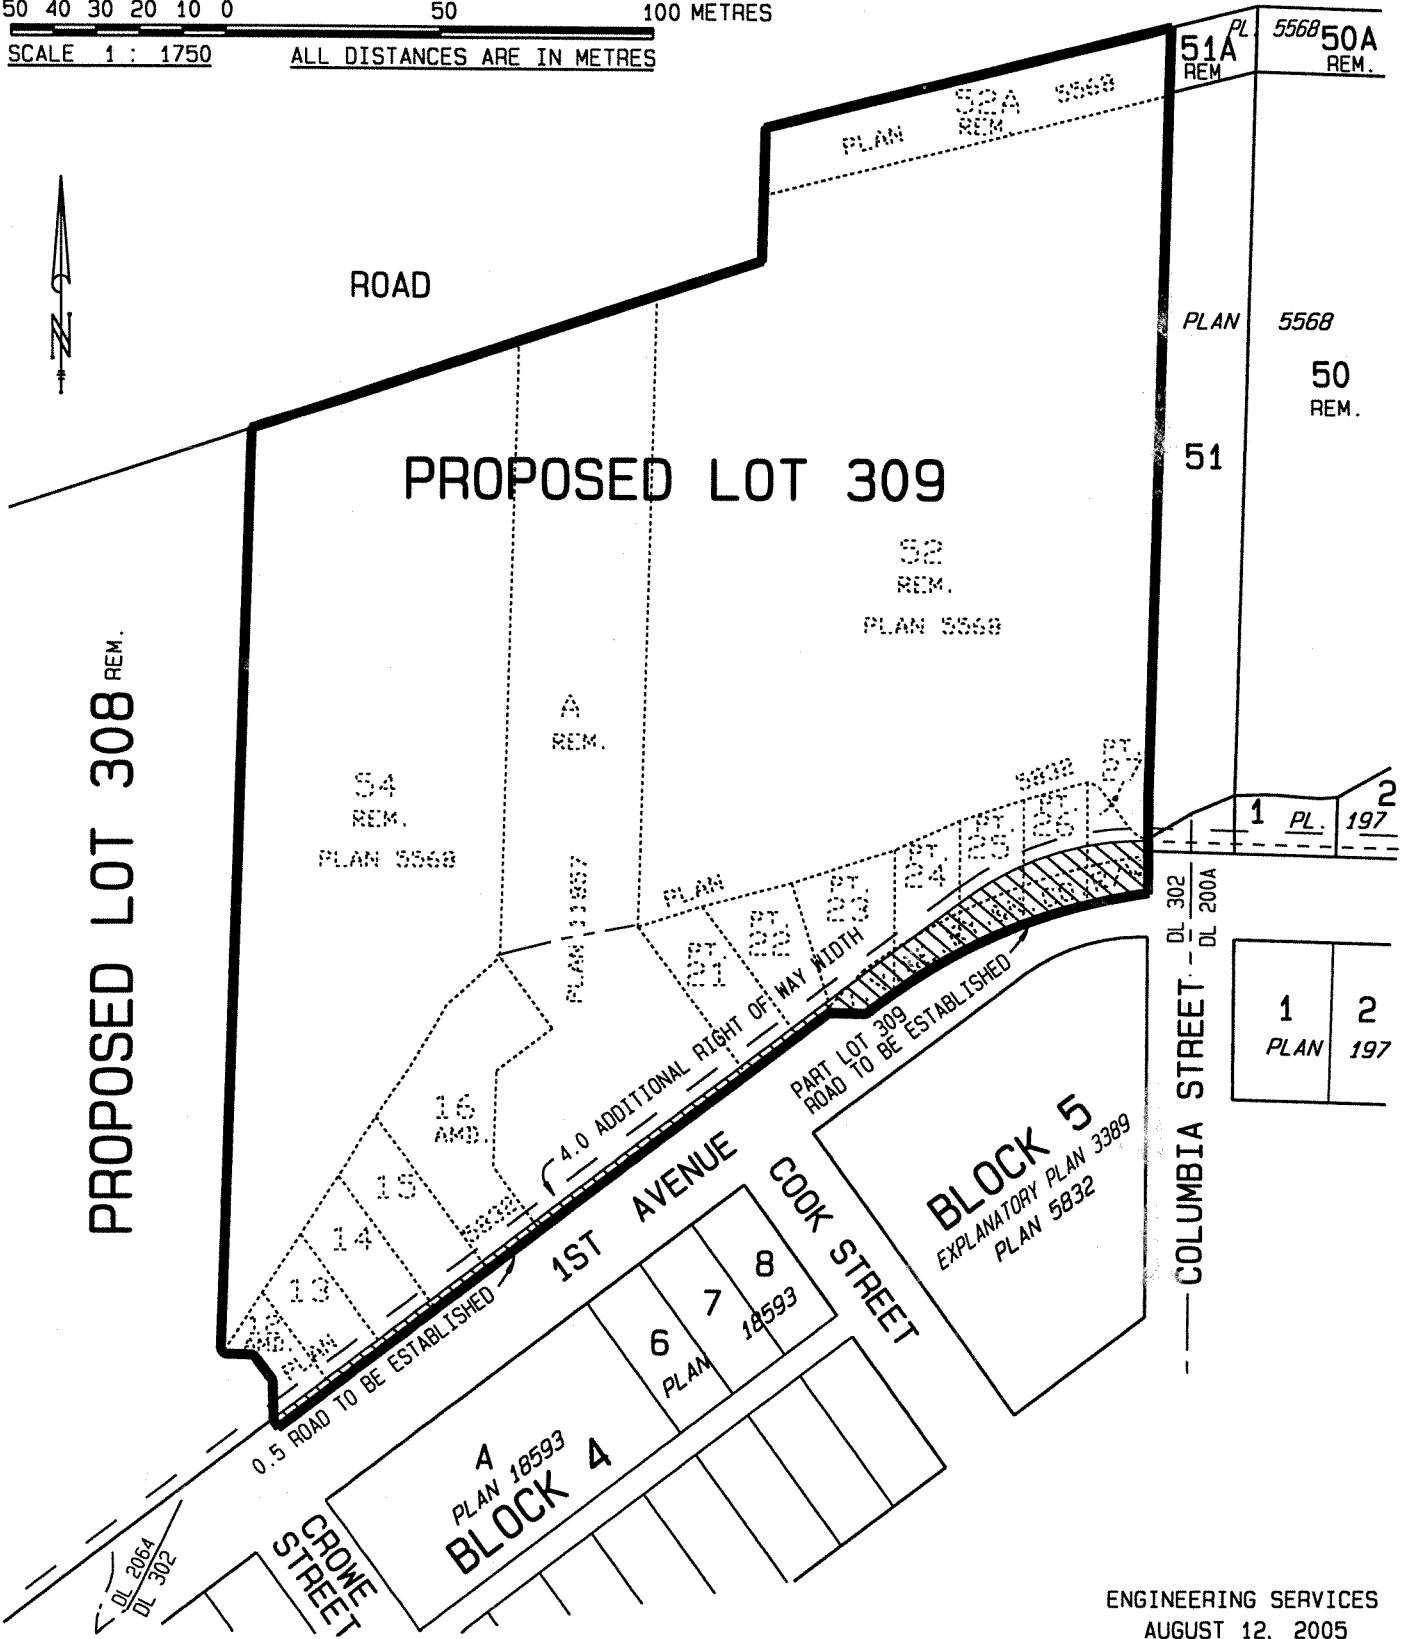 50 40 30 20 10 0 50 100 METRES
SCALE 1 : 1750 ALL DISTANCES ARE IN METRES
51A
REM
PL. 5568
50A
REM.
52A 5568
PLAN REM.
N
ROAD
PLAN 5568
50
REM.
51
PROPOSED LOT 309
52
REM.
PLAN 5568
PROPOSED LOT 308 REM.
A
REM.
54
REM.
PLAN 5568
PLAN 11957
PLAN
5832
PT. 21
PT. 22
PT. 23
PT. 24
PT. 25
PT. 26
PT. 27
1
PL. 197
2
DL 302
DL 200A
4.0 ADDITIONAL RIGHT OF WAY WIDTH
PART LOT 309
ROAD TO BE ESTABLISHED
16
AMD.
15
14
13
AMD.
PLAN
5832
0.5 ROAD TO BE ESTABLISHED
1ST AVENUE
COOK STREET
BLOCK 5
EXPLANATORY PLAN 3389
PLAN 5832
COLUMBIA STREET
1
2
PLAN 197
6
7
8
PLAN 18593
A
PLAN 18593
BLOCK 4
CROWE
STREET
DL 2064
DL 302
ENGINEERING SERVICES
AUGUST 12, 2005